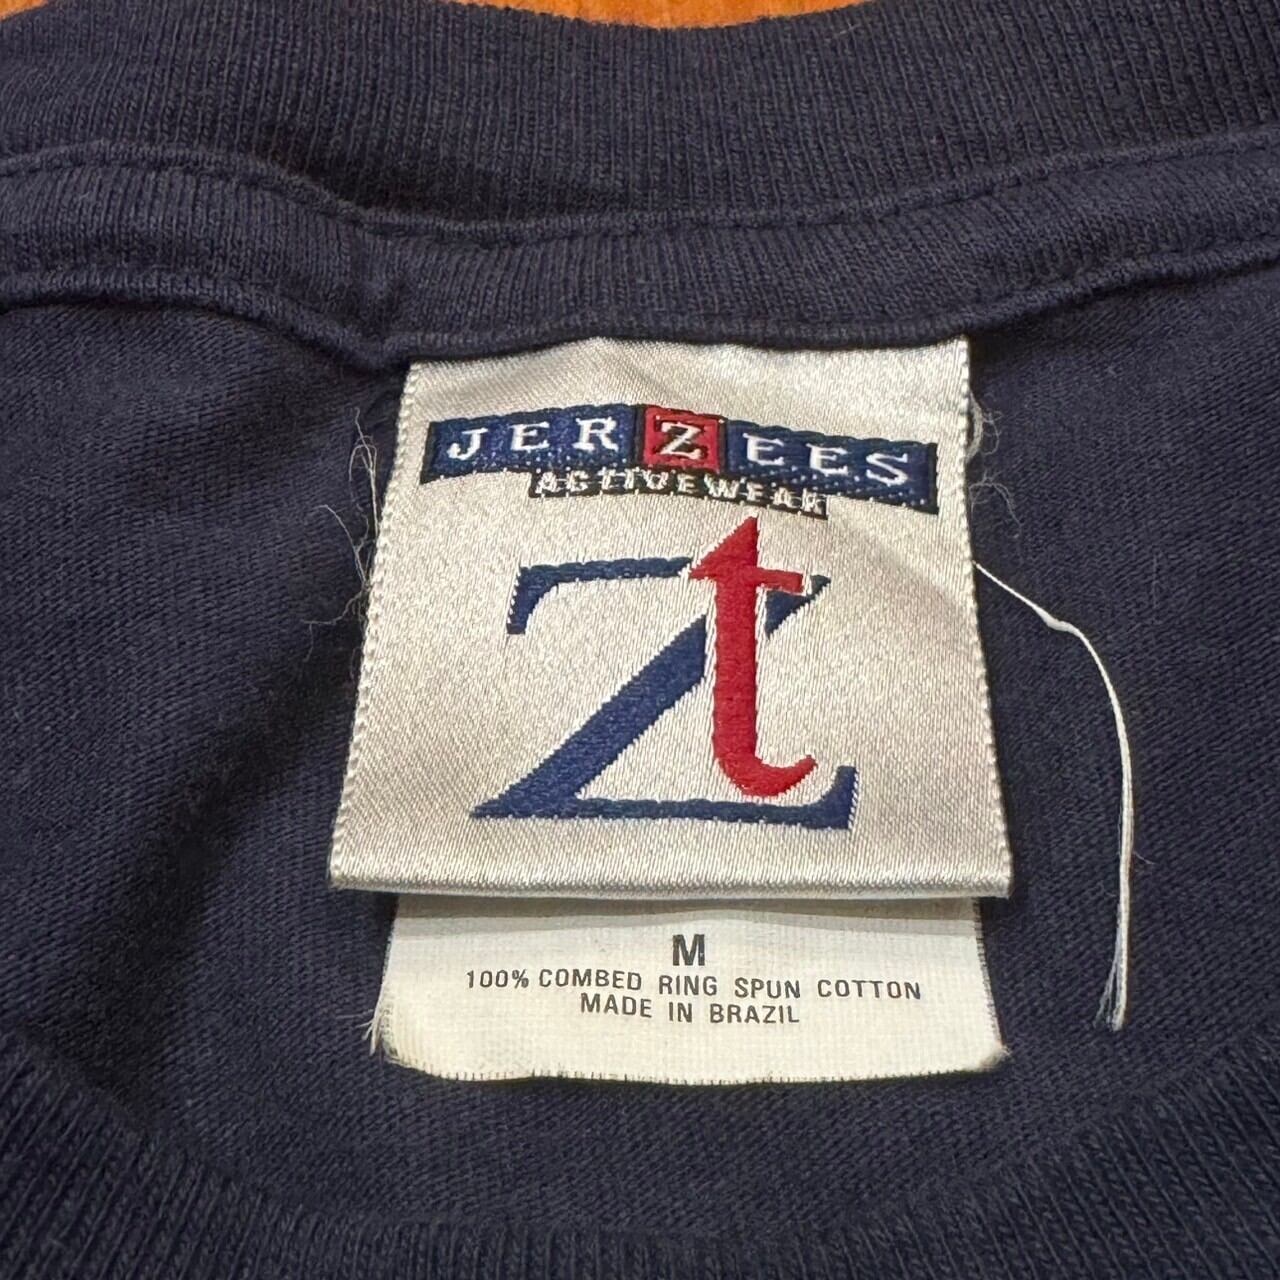 JERZEES
ACTIVEWEAR
Zt
M
100% COMBED RING SPUN COTTON
MADE IN BRAZIL